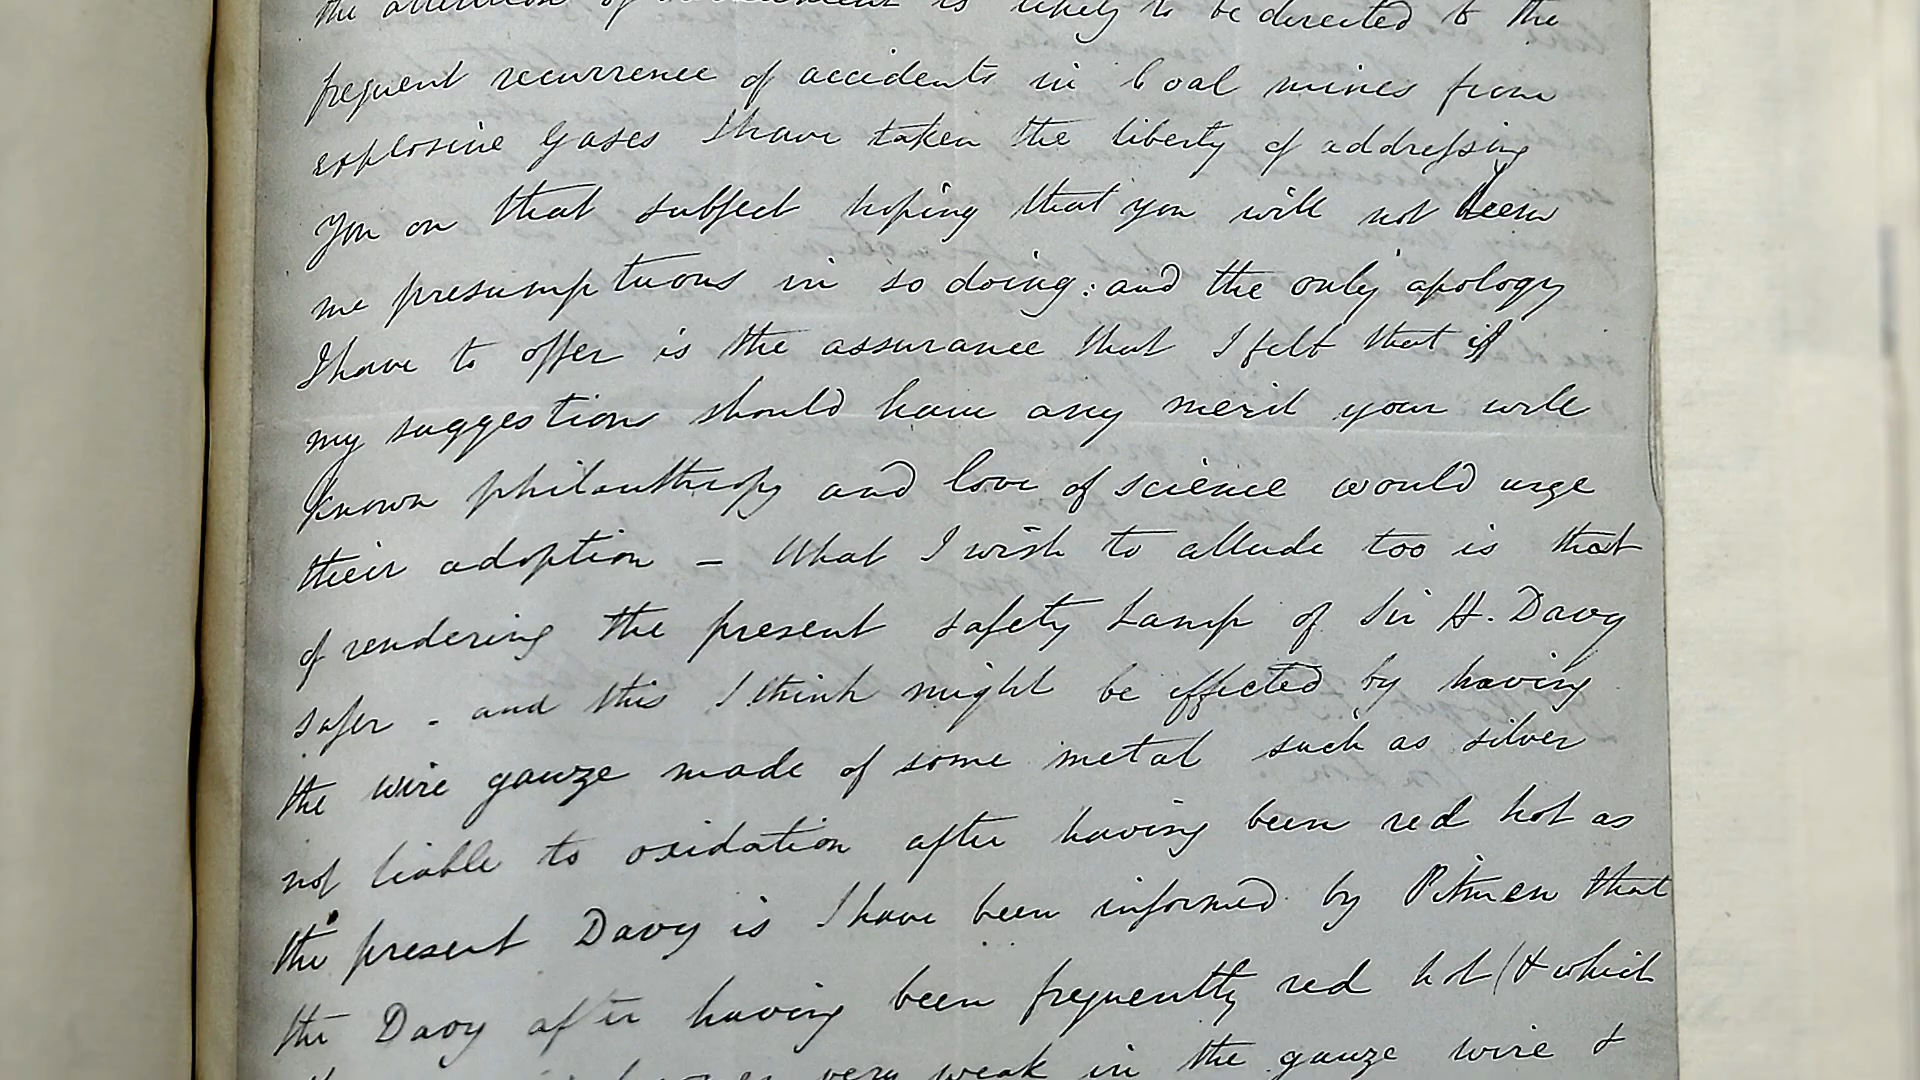 the attention of is likely to be directed to the
frequent recurrence of accidents in Coal mines from
explosive Gases I have taken the liberty of addressing
You on that subject hoping that you will not deem
me presumptuous in so doing: and the only apology
I have to offer is the assurance that I felt that if
my suggestions should have any merit your well
known philanthropy and love of science would urge
their adoption – What I wish to allude too is that
of rendering the present safety Lamp of Sir H. Davy
safer - and this I think might be effected by having
the wire gauze made of some metal such as silver
not liable to oxidation after having been red hot as
the present Davy is I have been informed by Pitmen that
the Davy after having been frequently red hot (& which
very weak in the gauze wire &